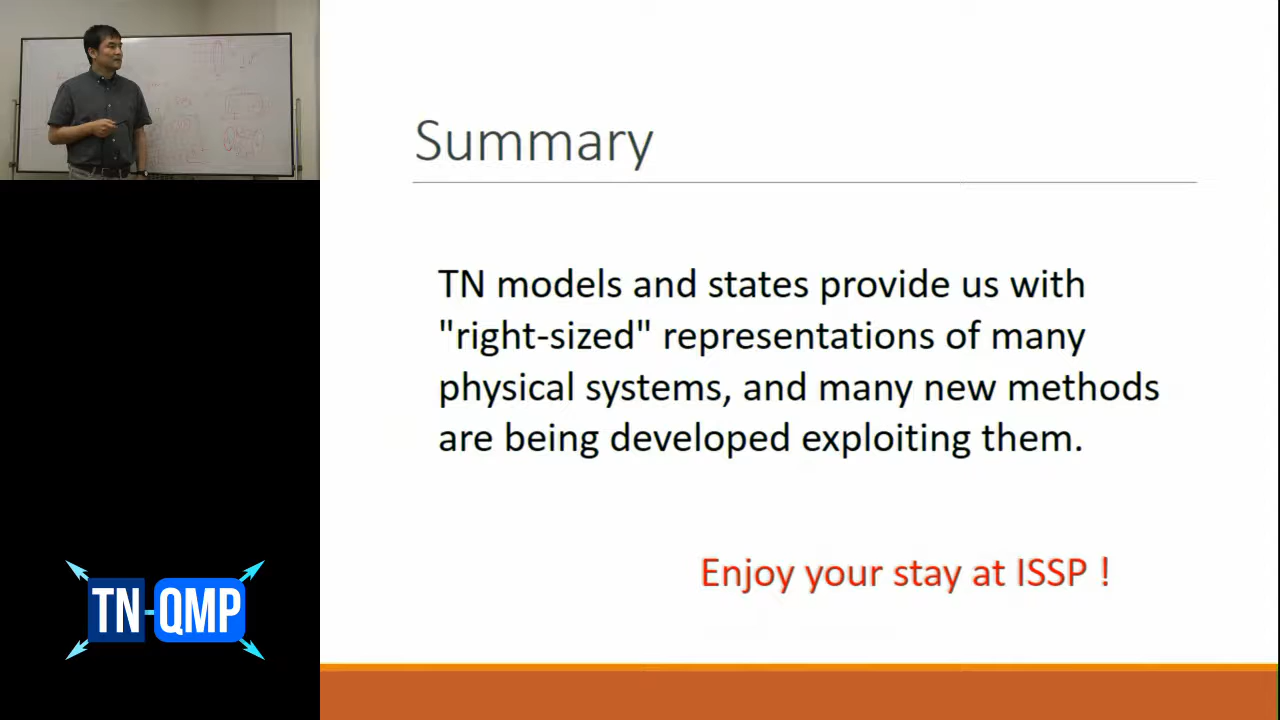 Summary
TN models and states provide us with
"right-sized" representations of many
physical systems, and many new methods
are being developed exploiting them.
Enjoy your stay at ISSP !
TN-QMP